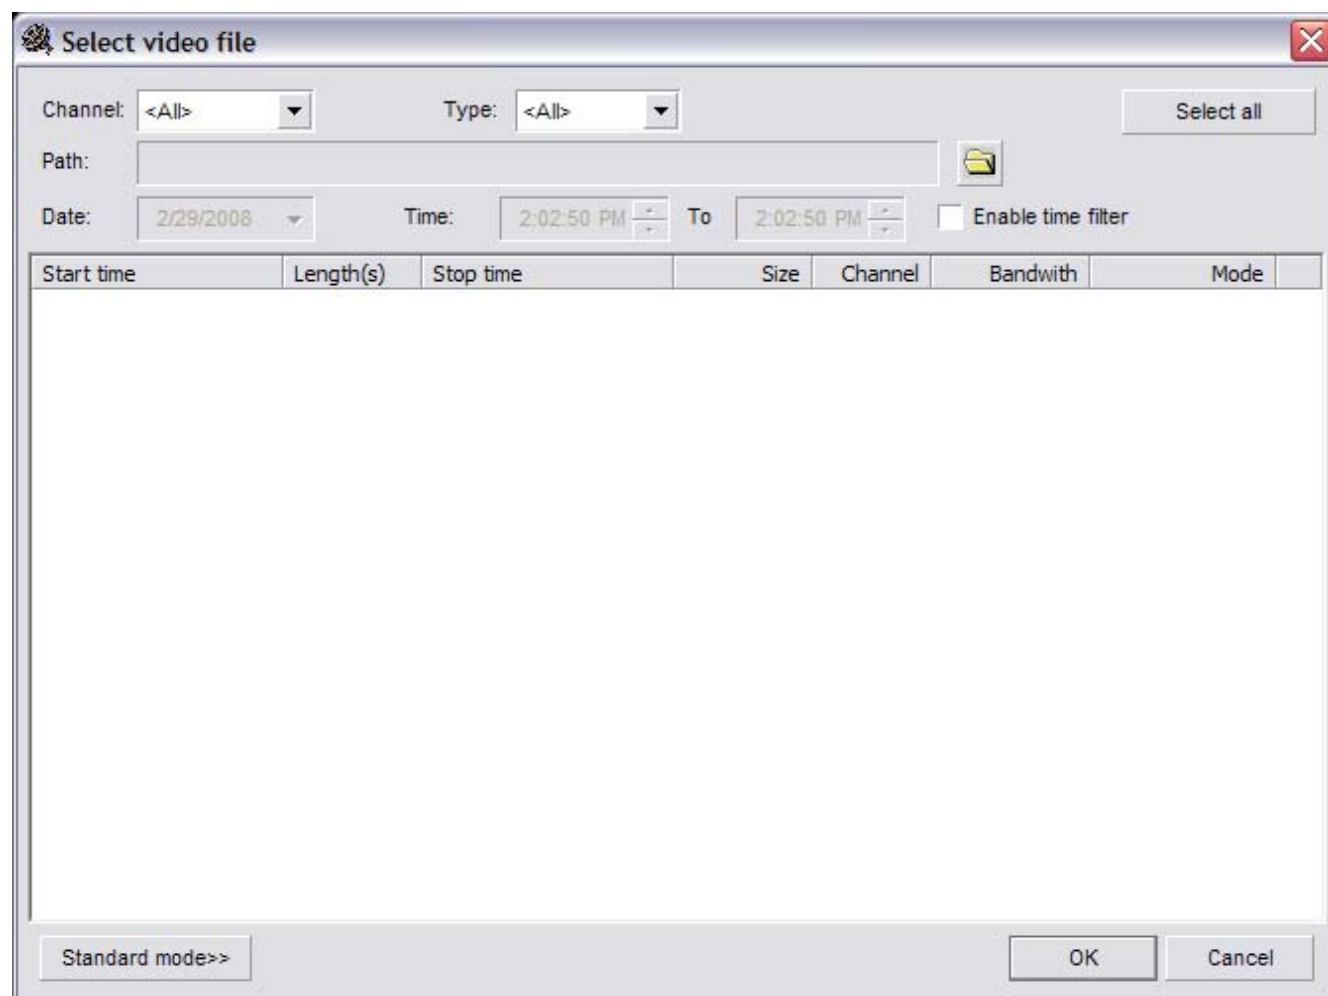 Select video file
Channel: <All> Type: <All> Select all
Path:
Date: 2/29/2008 Time: 2:02:50 PM To 2:02:50 PM Enable time filter
Start time Length(s) Stop time Size Channel Bandwith Mode
Standard mode>> OK Cancel